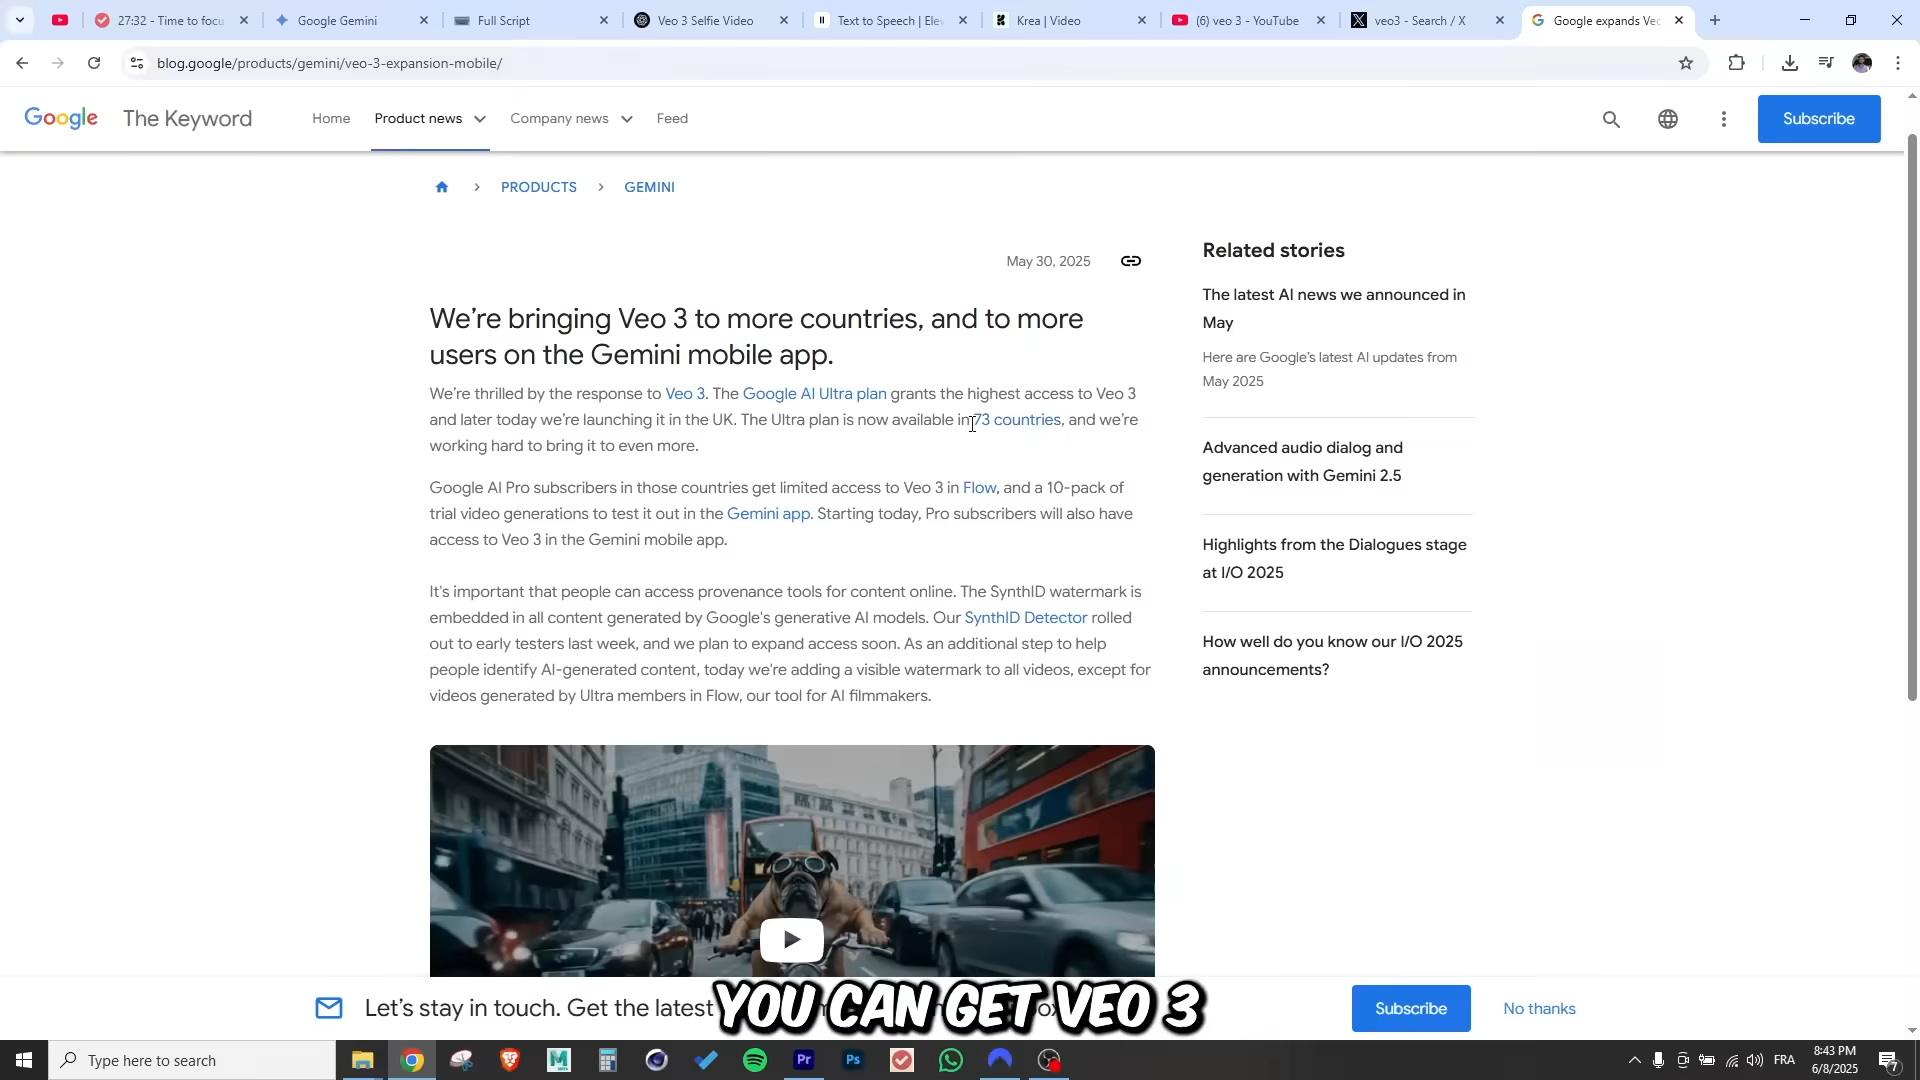 27:32 - Time to focu
Google Gemini
Full Script
Veo 3 Selfie Video
Text to Speech | Elev
Krea | Video
(6) veo 3 - YouTube
veo3 - Search / X
Google expands Veo
blog.google/products/gemini/veo-3-expansion-mobile/
Google The Keyword
Home
Product news
Company news
Feed
Subscribe
PRODUCTS > GEMINI
May 30, 2025
We’re bringing Veo 3 to more countries, and to more
users on the Gemini mobile app.
We’re thrilled by the response to Veo 3. The Google AI Ultra plan grants the highest access to Veo 3
and later today we’re launching it in the UK. The Ultra plan is now available in 73 countries, and we’re
working hard to bring it to even more.
Google AI Pro subscribers in those countries get limited access to Veo 3 in Flow, and a 10-pack of
trial video generations to test it out in the Gemini app. Starting today, Pro subscribers will also have
access to Veo 3 in the Gemini mobile app.
It's important that people can access provenance tools for content online. The SynthID watermark is
embedded in all content generated by Google's generative AI models. Our SynthID Detector rolled
out to early testers last week, and we plan to expand access soon. As an additional step to help
people identify AI-generated content, today we're adding a visible watermark to all videos, except for
videos generated by Ultra members in Flow, our tool for AI filmmakers.
Related stories
The latest AI news we announced in
May
Here are Google’s latest AI updates from
May 2025
Advanced audio dialog and
generation with Gemini 2.5
Highlights from the Dialogues stage
at I/O 2025
How well do you know our I/O 2025
announcements?
Let’s stay in touch. Get the latest
YOU CAN GET VEO 3
Subscribe
No thanks
Type here to search
Pr
Ps
FRA
8:43 PM
6/8/2025
7